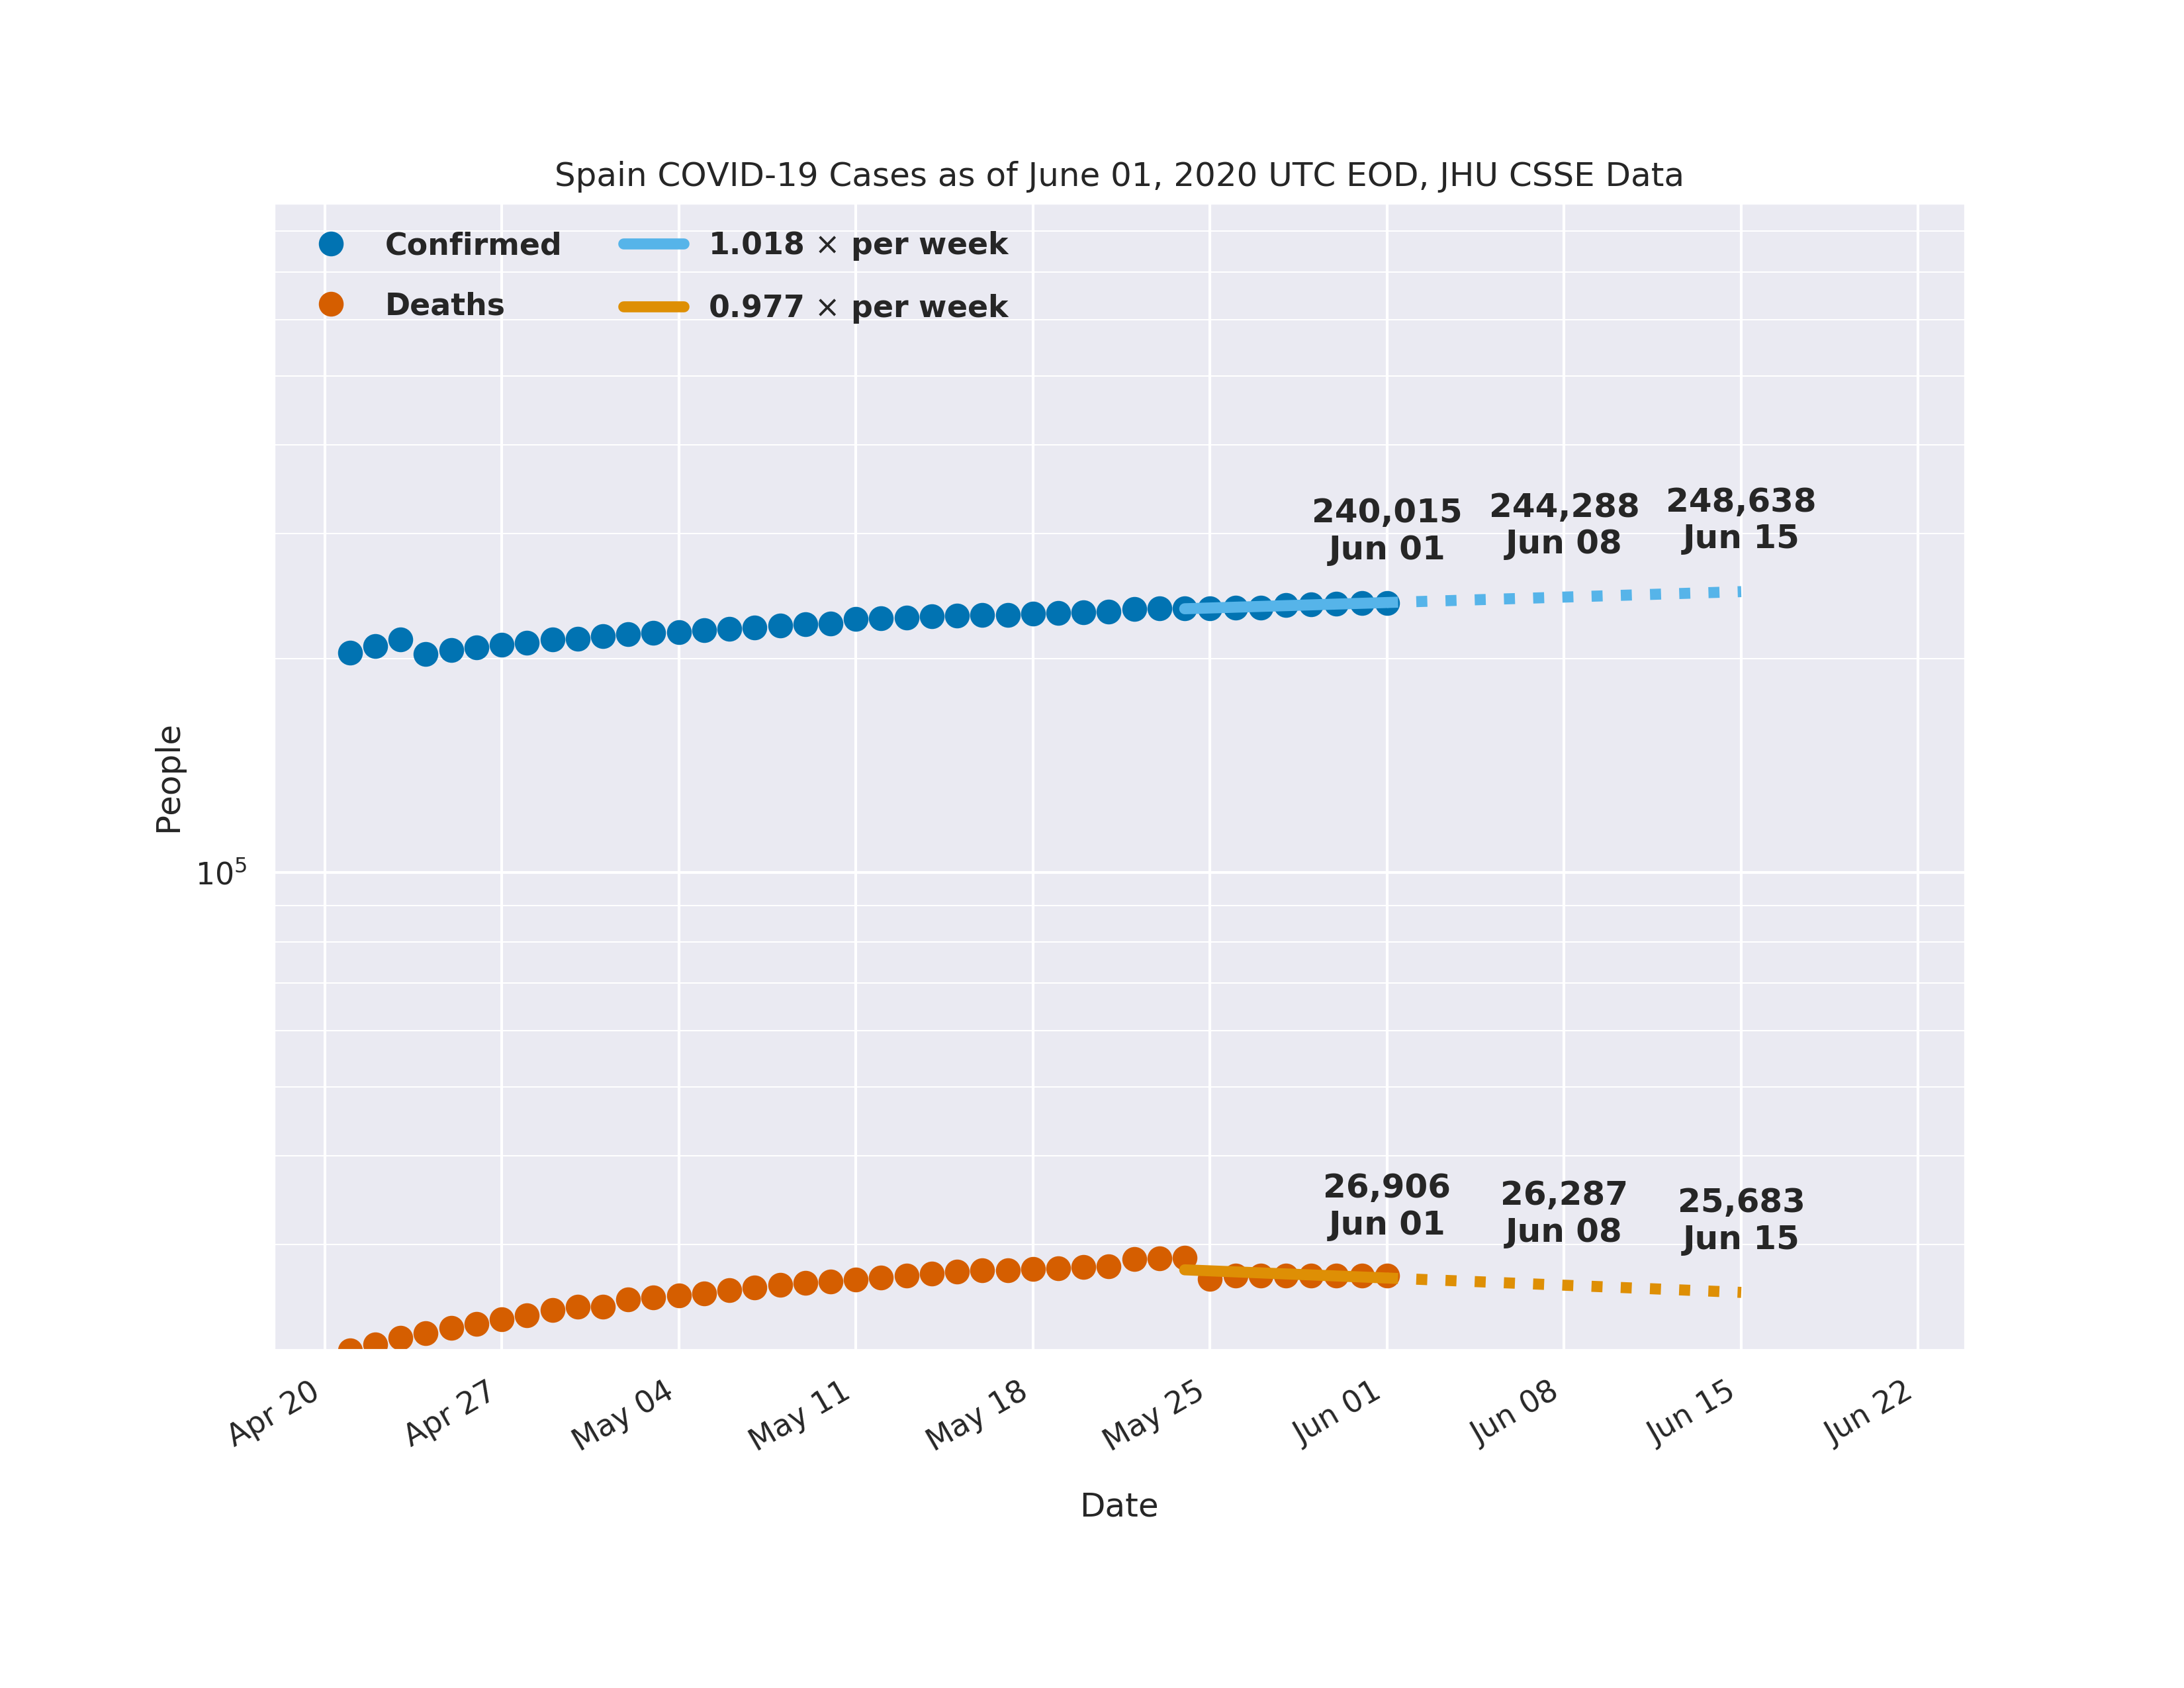 Spain COVID-19 Cases as of June 01, 2020 UTC EOD, JHU CSSE Data
Confirmed
Deaths
1.018 × per week
0.977 × per week
240,015
Jun 01
244,288
Jun 08
248,638
Jun 15
People
10⁵
26,906
Jun 01
26,287
Jun 08
25,683
Jun 15
Apr 20
Apr 27
May 04
May 11
May 18
May 25
Jun 01
Jun 08
Jun 15
Jun 22
Date